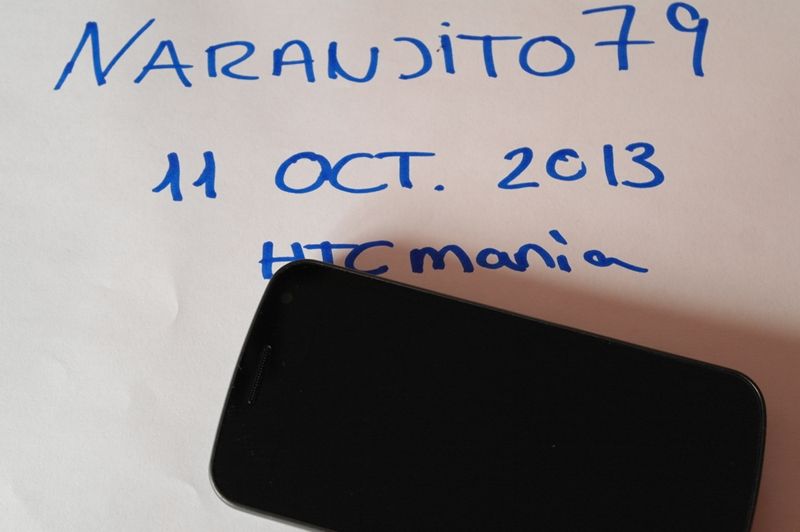 NARANJITO79
11 OCT. 2013
HTCmania